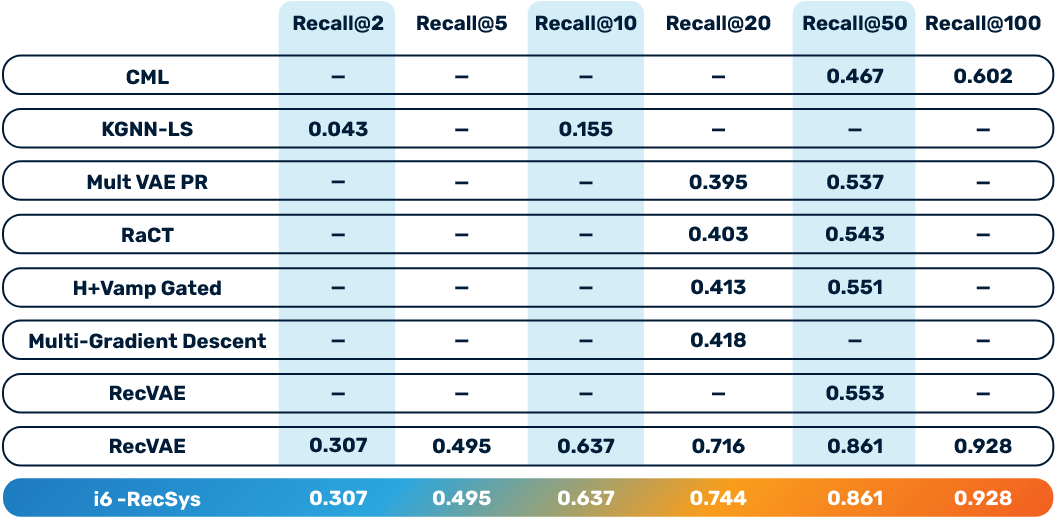 Recall@2 Recall@5 Recall@10 Recall@20 Recall@50 Recall@100
CML – – – – 0.467 0.602
KGNN-LS 0.043 – 0.155 – – –
Mult VAE PR – – – 0.395 0.537 –
RaCT – – – 0.403 0.543 –
H+Vamp Gated – – – 0.413 0.551 –
Multi-Gradient Descent – – – 0.418 – –
RecVAE – – – – 0.553 –
RecVAE 0.307 0.495 0.637 0.716 0.861 0.928
i6 -RecSys 0.307 0.495 0.637 0.744 0.861 0.928